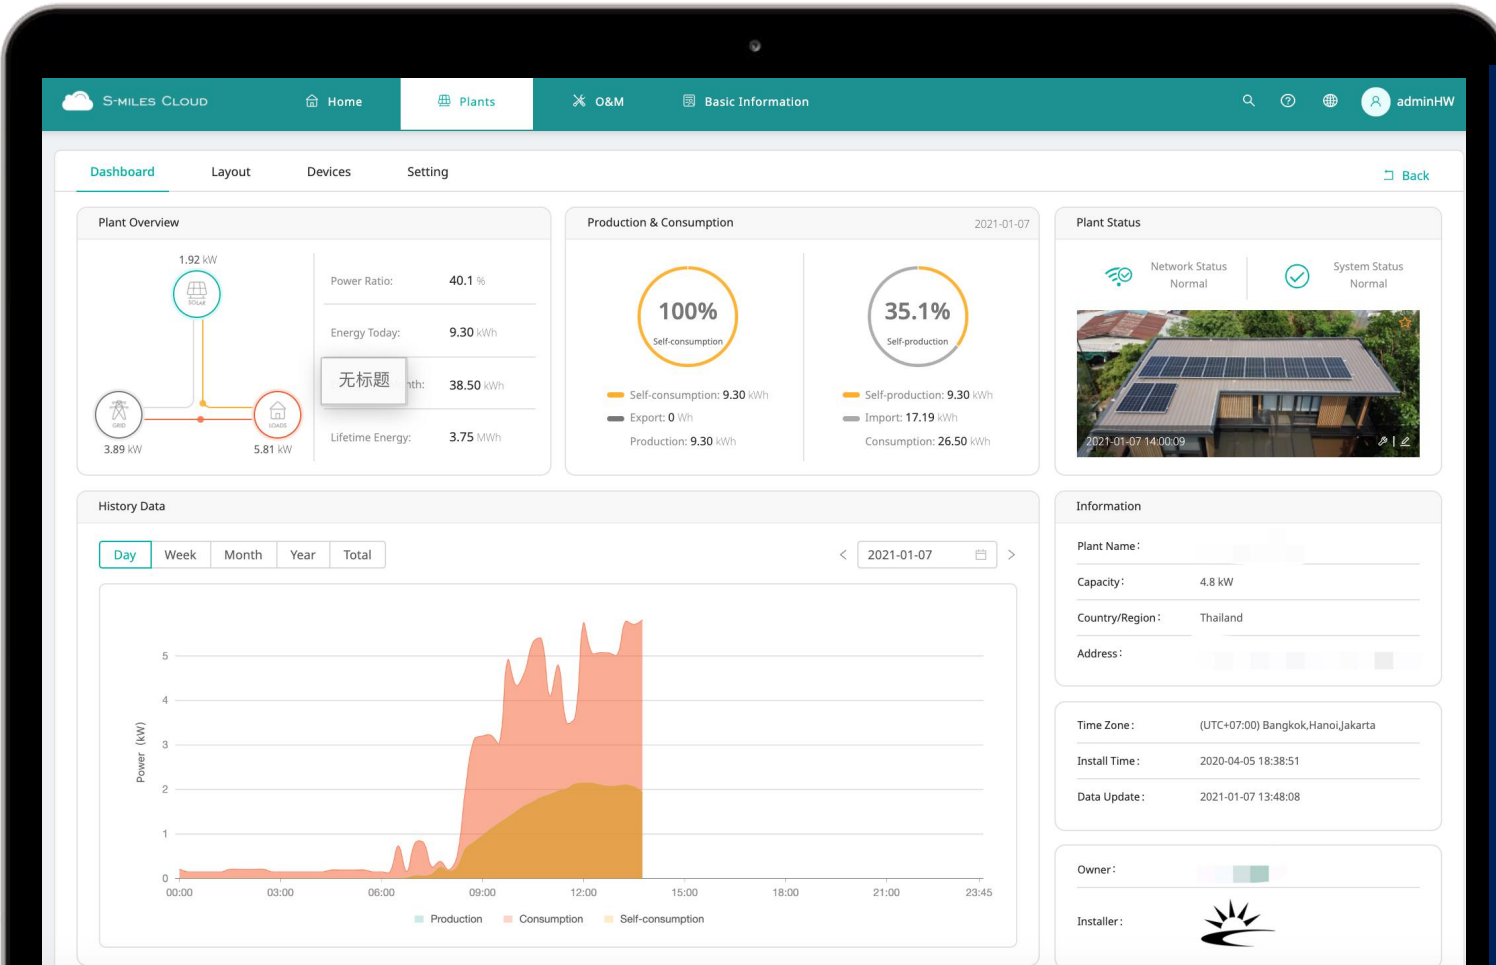 S-MILES CLOUD
Home
Plants
O&M
Basic Information
adminHW
Dashboard
Layout
Devices
Setting
Back
Plant Overview
1.92 kW
SOLAR
GRID
3.89 kW
LOADS
5.81 kW
Power Ratio: 40.1 %
Energy Today: 9.30 kWh
无标题
nth: 38.50 kWh
Lifetime Energy: 3.75 MWh
Production & Consumption
2021-01-07
100%
Self-consumption
Self-consumption: 9.30 kWh
Export: 0 Wh
Production: 9.30 kWh
35.1%
Self-production
Self-production: 9.30 kWh
Import: 17.19 kWh
Consumption: 26.50 kWh
Plant Status
Network Status
Normal
System Status
Normal
2021-01-07 14:00:09
History Data
Day
Week
Month
Year
Total
< 2021-01-07 >
Power (kW)
5
4
3
2
1
0
00:00
03:00
06:00
09:00
12:00
15:00
18:00
21:00
23:45
Production
Consumption
Self-consumption
Information
Plant Name:
Capacity: 4.8 kW
Country/Region: Thailand
Address:
Time Zone: (UTC+07:00) Bangkok,Hanoi,Jakarta
Install Time: 2020-04-05 18:38:51
Data Update: 2021-01-07 13:48:08
Owner:
Installer: